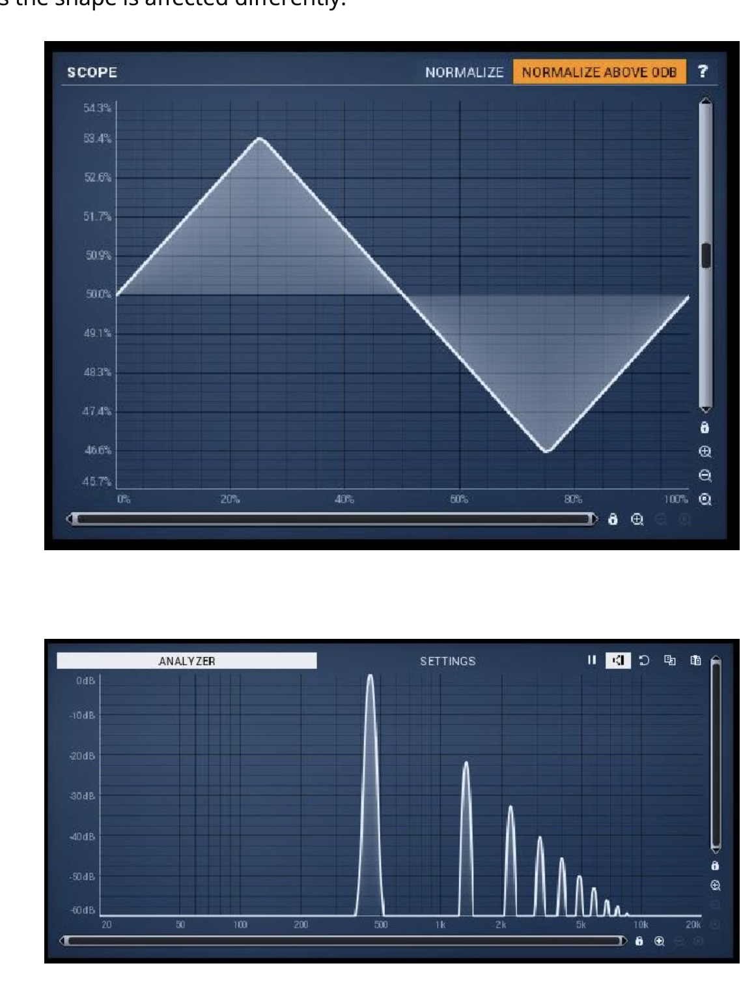 s the shape is affected differently.
SCOPE NORMALIZE NORMALIZE ABOVE 0DB ?
54.3%
53.4%
52.6%
51.7%
50.9%
50.0%
49.1%
48.3%
47.4%
46.6%
45.7%
0% 20% 40% 60% 80% 100%
ANALYZER SETTINGS
0dB
-10dB
-20dB
-30dB
-40dB
-50dB
-60dB
20 50 100 200 500 1k 2k 5k 10k 20k